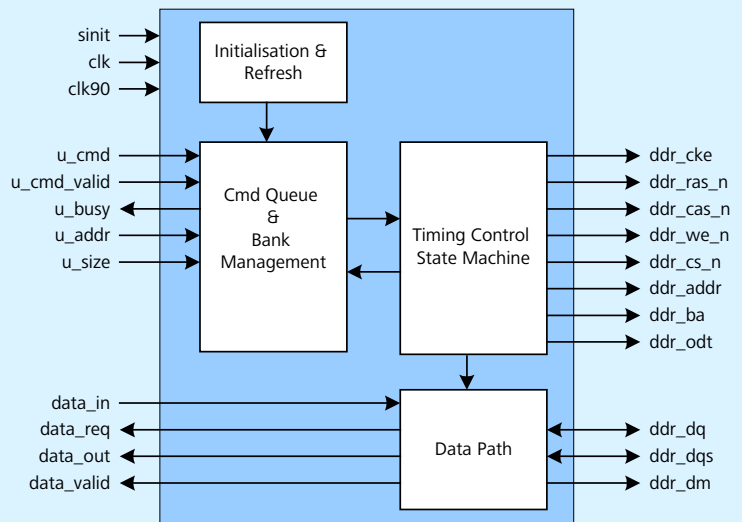 sinit
clk
clk90
Initialisation &
Refresh
u_cmd
u_cmd_valid
u_busy
u_addr
u_size
Cmd Queue
&
Bank
Management
Timing Control
State Machine
ddr_cke
ddr_ras_n
ddr_cas_n
ddr_we_n
ddr_cs_n
ddr_addr
ddr_ba
ddr_odt
data_in
data_req
data_out
data_valid
Data Path
ddr_dq
ddr_dqs
ddr_dm